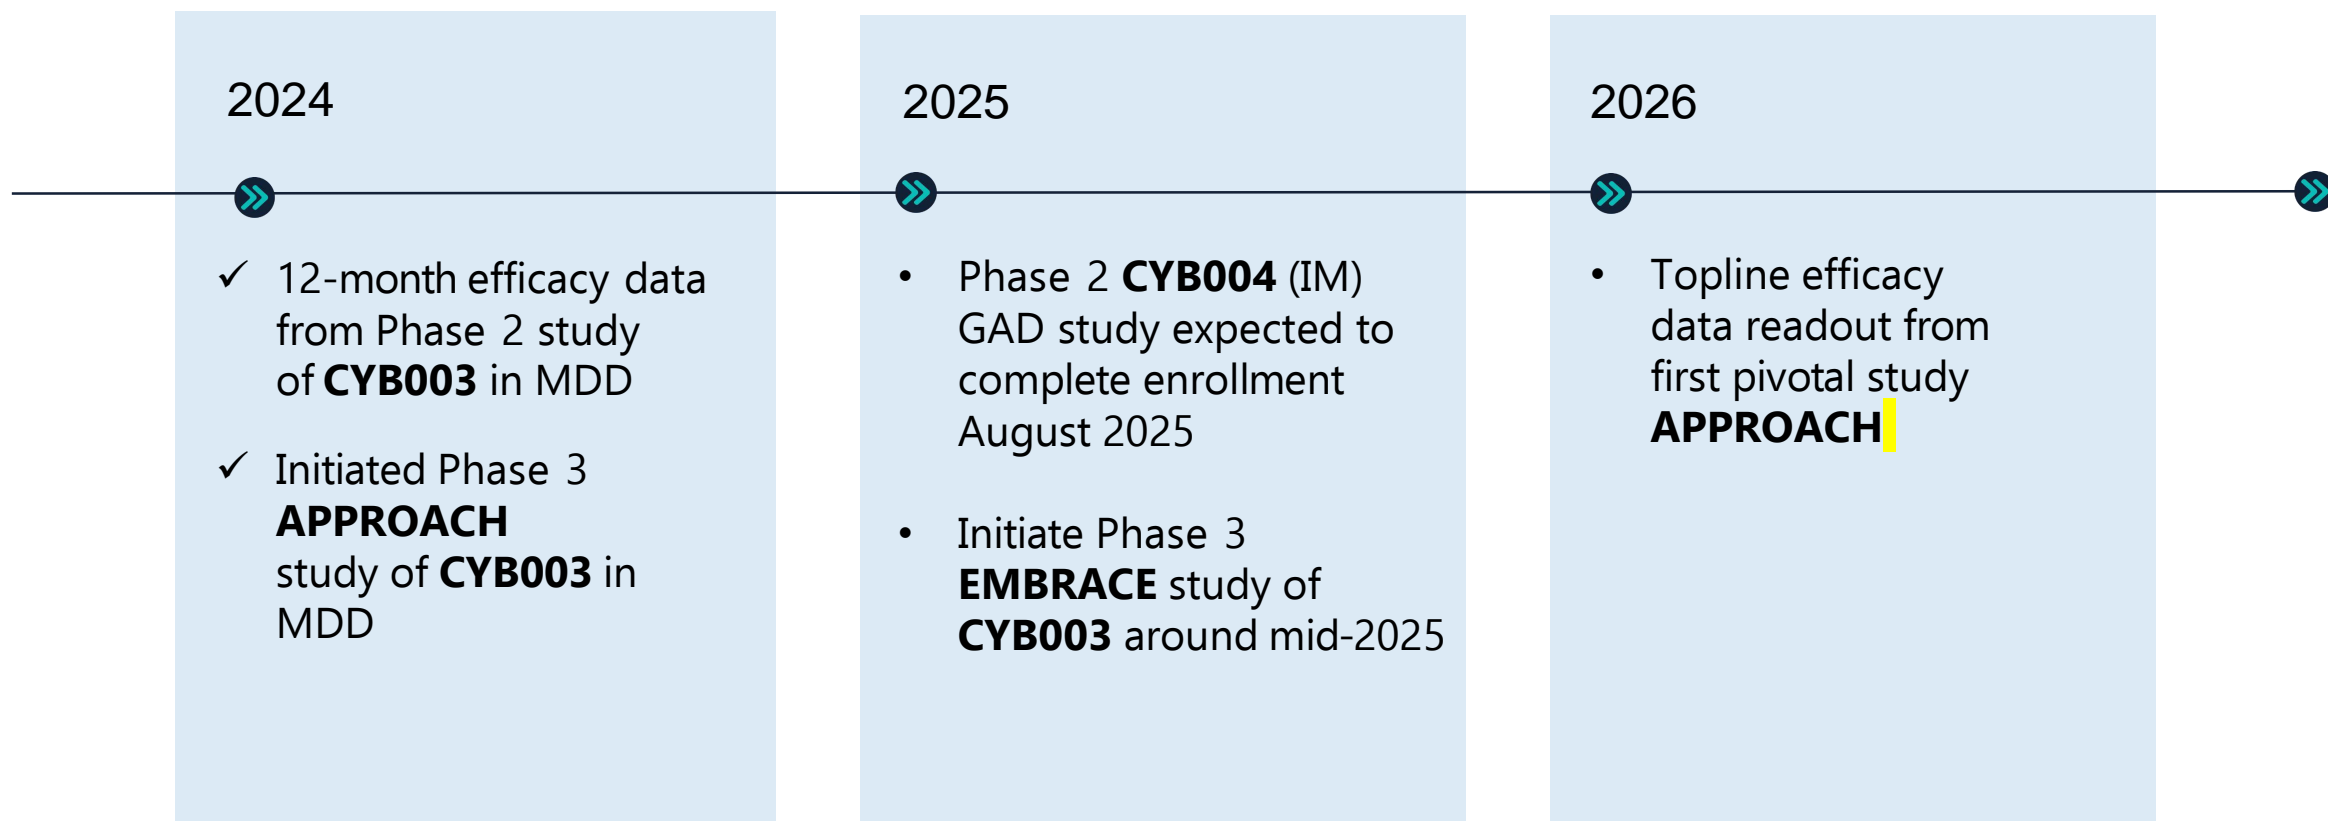 2024
✓ 12-month efficacy data
from Phase 2 study
of CYB003 in MDD
✓ Initiated Phase 3
APPROACH
study of CYB003 in
MDD
2025
• Phase 2 CYB004 (IM)
GAD study expected to
complete enrollment
August 2025
• Initiate Phase 3
EMBRACE study of
CYB003 around mid-2025
2026
• Topline efficacy
data readout from
first pivotal study
APPROACH